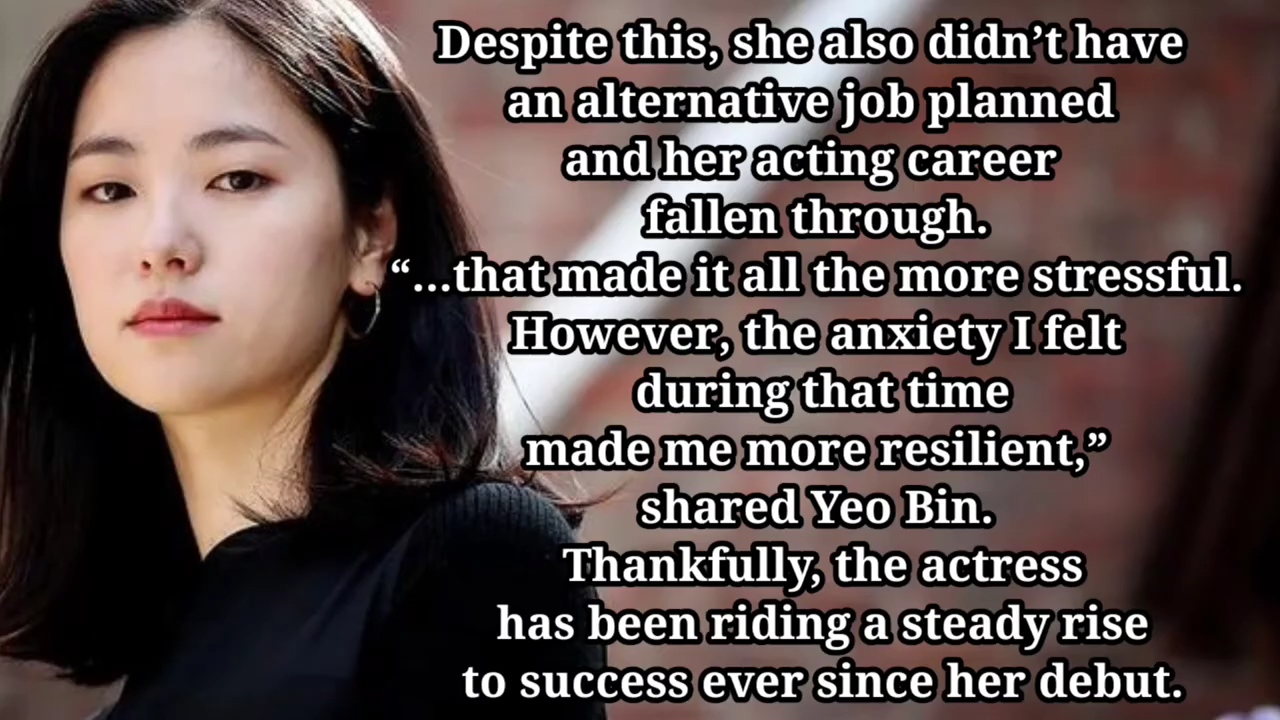 Despite this, she also didn’t have
an alternative job planned
and her acting career
fallen through.
“...that made it all the more stressful.
However, the anxiety I felt
during that time
made me more resilient,”
shared Yeo Bin.
Thankfully, the actress
has been riding a steady rise
to success ever since her debut.